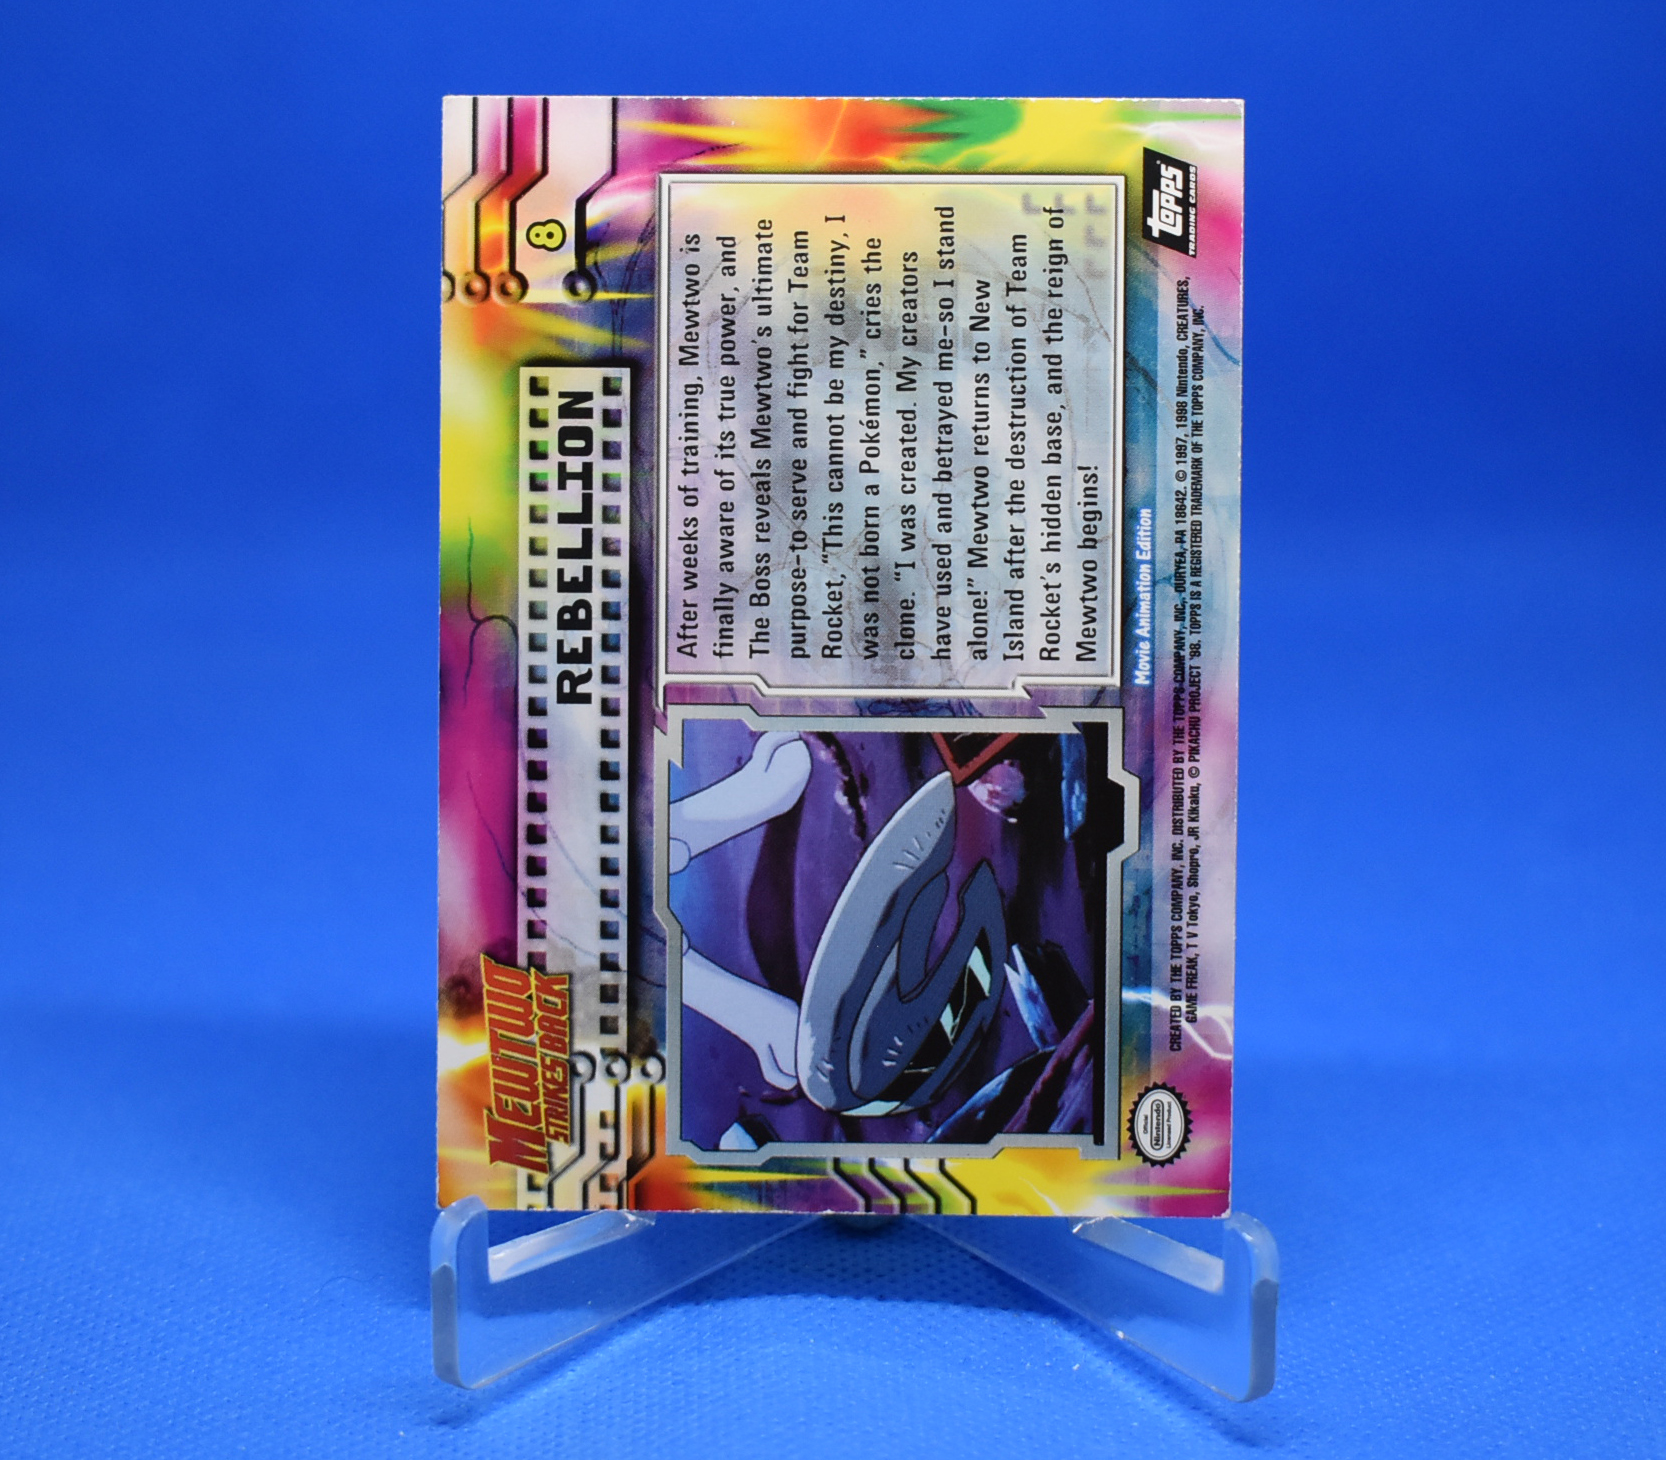 MEWTWO
STRIKES BACK
REBELLION
8
After weeks of training, Mewtwo is
finally aware of its true power, and
The Boss reveals Mewtwo's ultimate
purpose-to serve and fight for Team
Rocket, "This cannot be my destiny, I
was not born a Pokémon," cries the
clone. "I was created. My creators
have used and betrayed me-so I stand
alone!" Mewtwo returns to New
Island after the destruction of Team
Rocket's hidden base, and the reign of
Mewtwo begins!
Movie Animation Edition
Official
Nintendo
Licensed Product
CREATED BY THE TOPPS COMPANY, INC. DISTRIBUTED BY THE TOPPS COMPANY, INC., DURYEA, PA 18642. © 1997, 1998 Nintendo, CREATURES,
GAME FREAK, T V Tokyo, Shopro, JR Kikaku, © PIKACHU PROJECT '98. TOPPS IS A REGISTERED TRADEMARK OF THE TOPPS COMPANY, INC.
TOPPS
TRADING CARDS